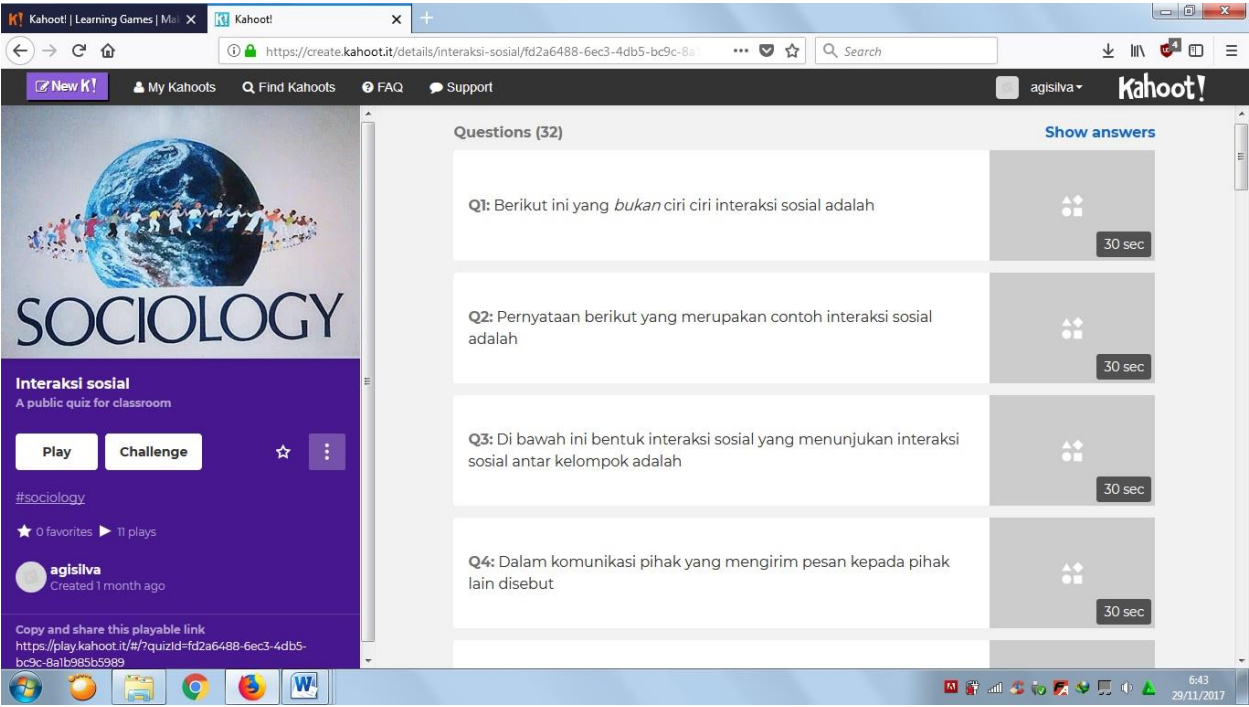 Kahoot! | Learning Games | Ma
Kahoot!
https://create.kahoot.it/details/interaksi-sosial/fd2a6488-6ec3-4db5-bc9c-8a
Search
New K!
My Kahoots
Find Kahoots
FAQ
Support
agisilva
Kahoot!
SOCIOLOGY
Interaksi sosial
A public quiz for classroom
Play
Challenge
#sociology
0 favorites
11 plays
agisilva
Created 1 month ago
Copy and share this playable link
https://play.kahoot.it/#/?quizId=fd2a6488-6ec3-4db5-
bc9c-8a1b985b5989
Questions (32)
Show answers
Q1: Berikut ini yang bukan ciri ciri interaksi sosial adalah
30 sec
Q2: Pernyataan berikut yang merupakan contoh interaksi sosial
adalah
30 sec
Q3: Di bawah ini bentuk interaksi sosial yang menunjukan interaksi
sosial antar kelompok adalah
30 sec
Q4: Dalam komunikasi pihak yang mengirim pesan kepada pihak
lain disebut
30 sec
6:43
29/11/2017